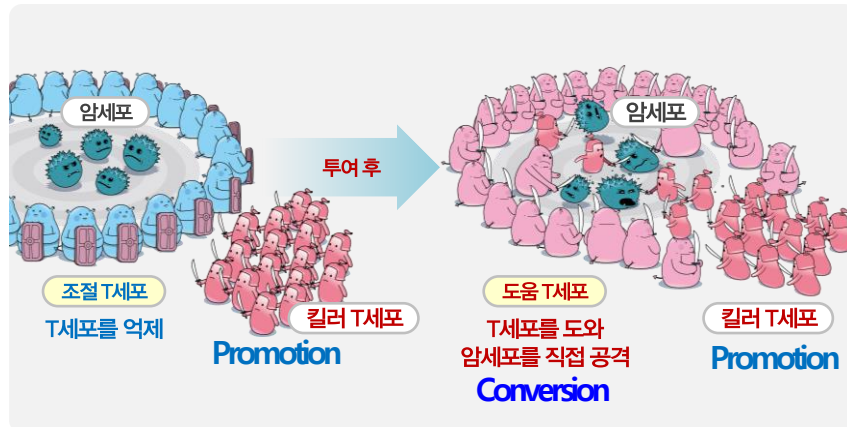 암세포
조절 T세포
T세포를 억제
킬러 T세포
Promotion
투여 후
암세포
도움 T세포
T세포를 도와
암세포를 직접 공격
Conversion
킬러 T세포
Promotion